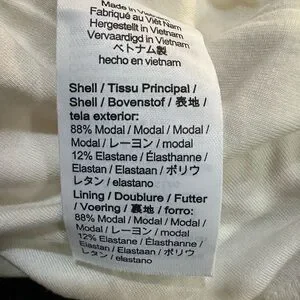 Made in Vietnam
Fabriqué au Viêt Nam
Hergestellt in Vietnam
Vervaardigd in Vietnam
ベトナム製
hecho en vietnam
Shell / Tissu Principal /
Shell / Bovenstof / 表地 /
tela exterior:
88% Modal / Modal / Modal /
Modal / レーヨン / modal
12% Elastane / Élasthanne /
Elastan / Elastaan / ポリウ
レタン / elastano
Lining / Doublure / Futter
/ Voering / 裏地 / forro:
88% Modal / Modal / Modal /
Modal / レーヨン / modal
12% Elastane / Élasthanne /
Elastan / Elastaan / ポリウ
レタン / elastano